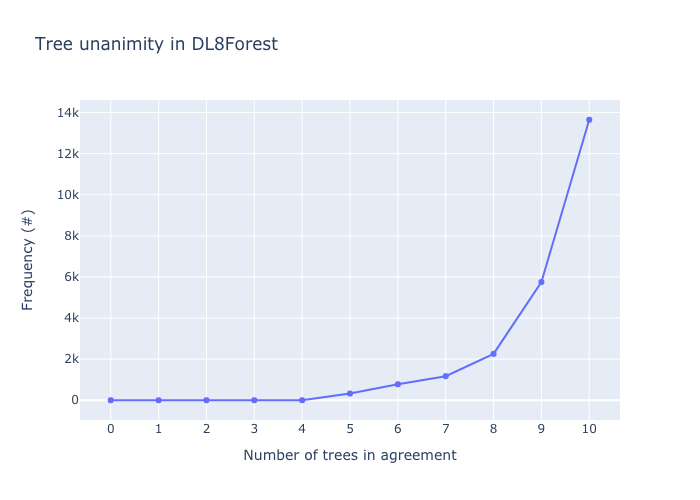 Tree unanimity in DL8Forest
14k
12k
10k
8k
6k
4k
2k
0
Frequency (#)
0 1 2 3 4 5 6 7 8 9 10
Number of trees in agreement